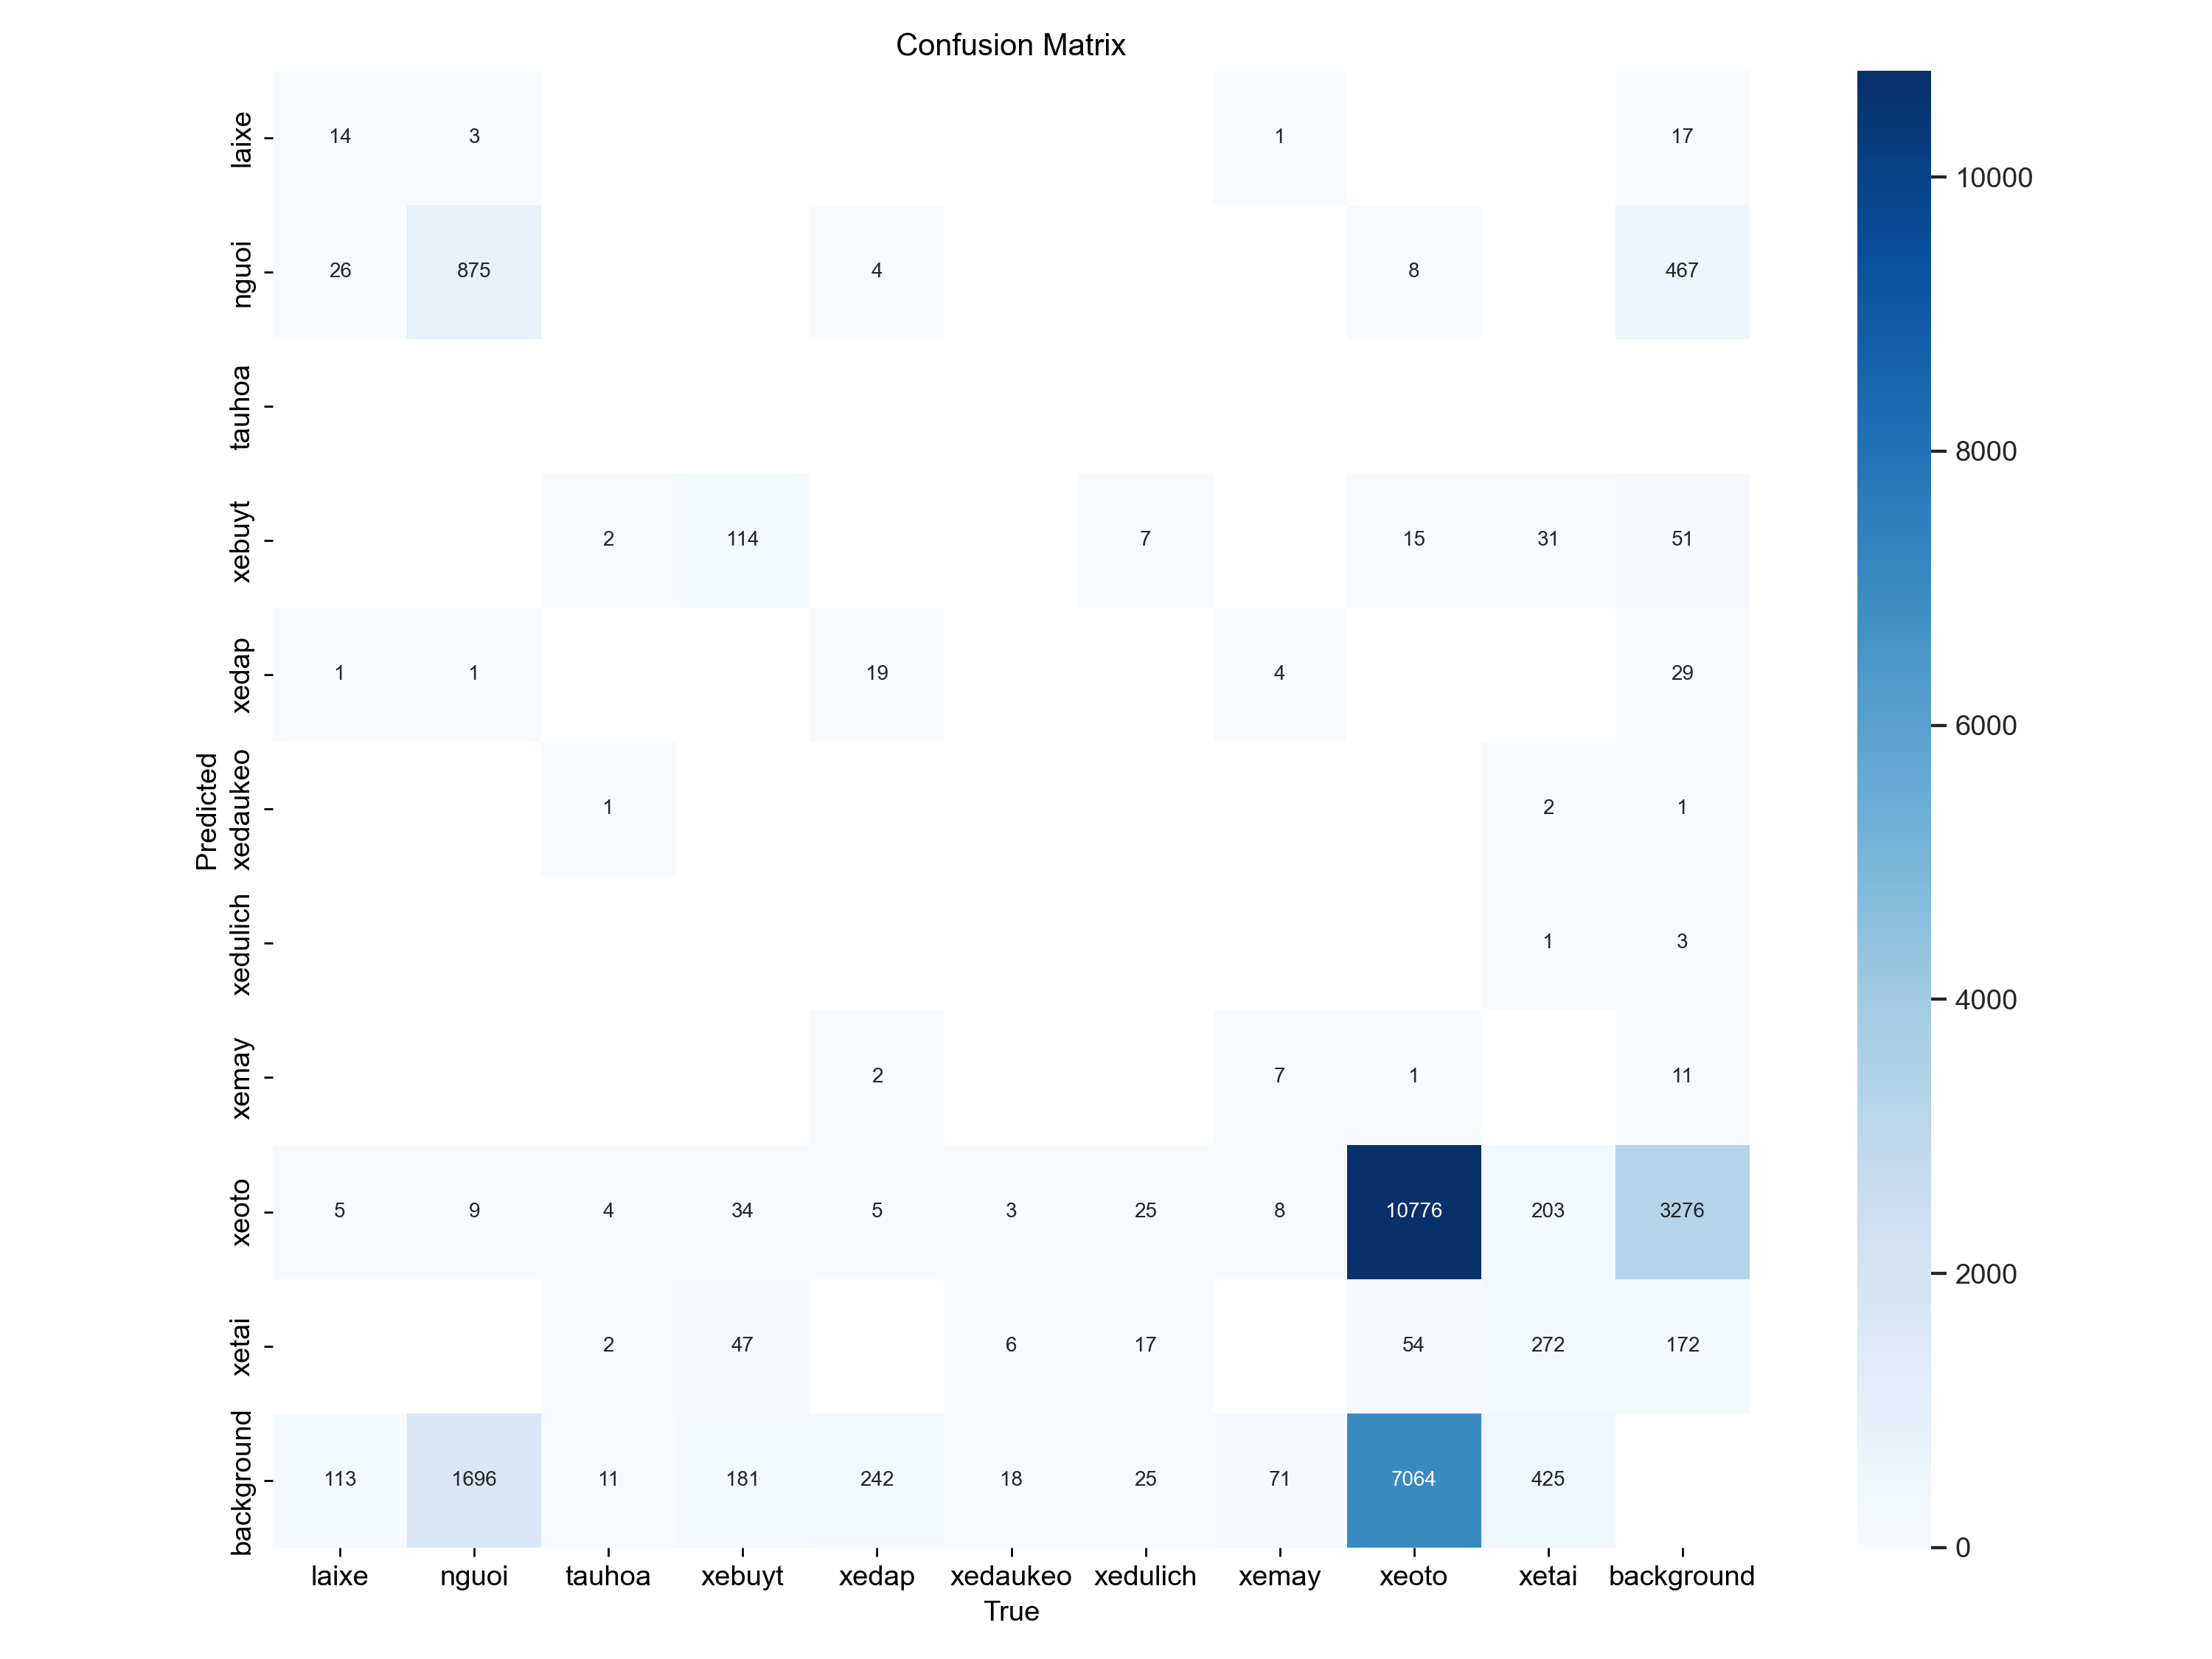 Confusion Matrix
laixe 14 3 1 17
nguoi 26 875 4 8 467
tauhoa
xebuyt 2 114 7 15 31 51
xedap 1 1 19 4 29
xedaukeo 1 2 1
xedulich 1 3
xemay 2 7 1 11
xeoto 5 9 4 34 5 3 25 8 10776 203 3276
xetai 2 47 6 17 54 272 172
background 113 1696 11 181 242 18 25 71 7064 425
Predicted
laixe nguoi tauhoa xebuyt xedap xedaukeo xedulich xemay xeoto xetai background
True
10000
8000
6000
4000
2000
0